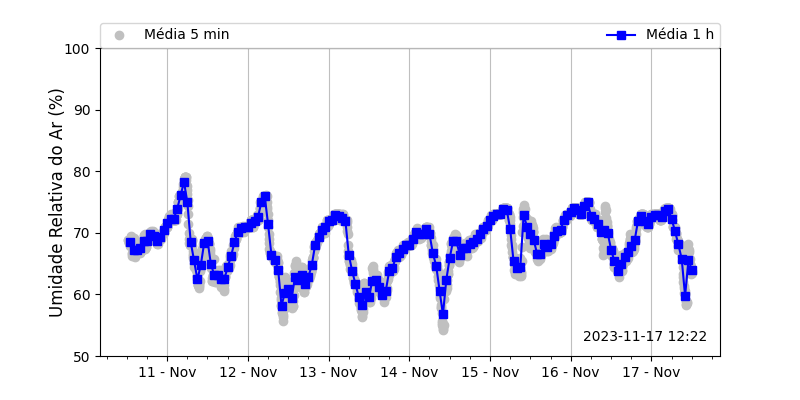 Média 5 min
Média 1 h
Umidade Relativa do Ar (%)
100
90
80
70
60
50
2023-11-17 12:22
11 - Nov
12 - Nov
13 - Nov
14 - Nov
15 - Nov
16 - Nov
17 - Nov